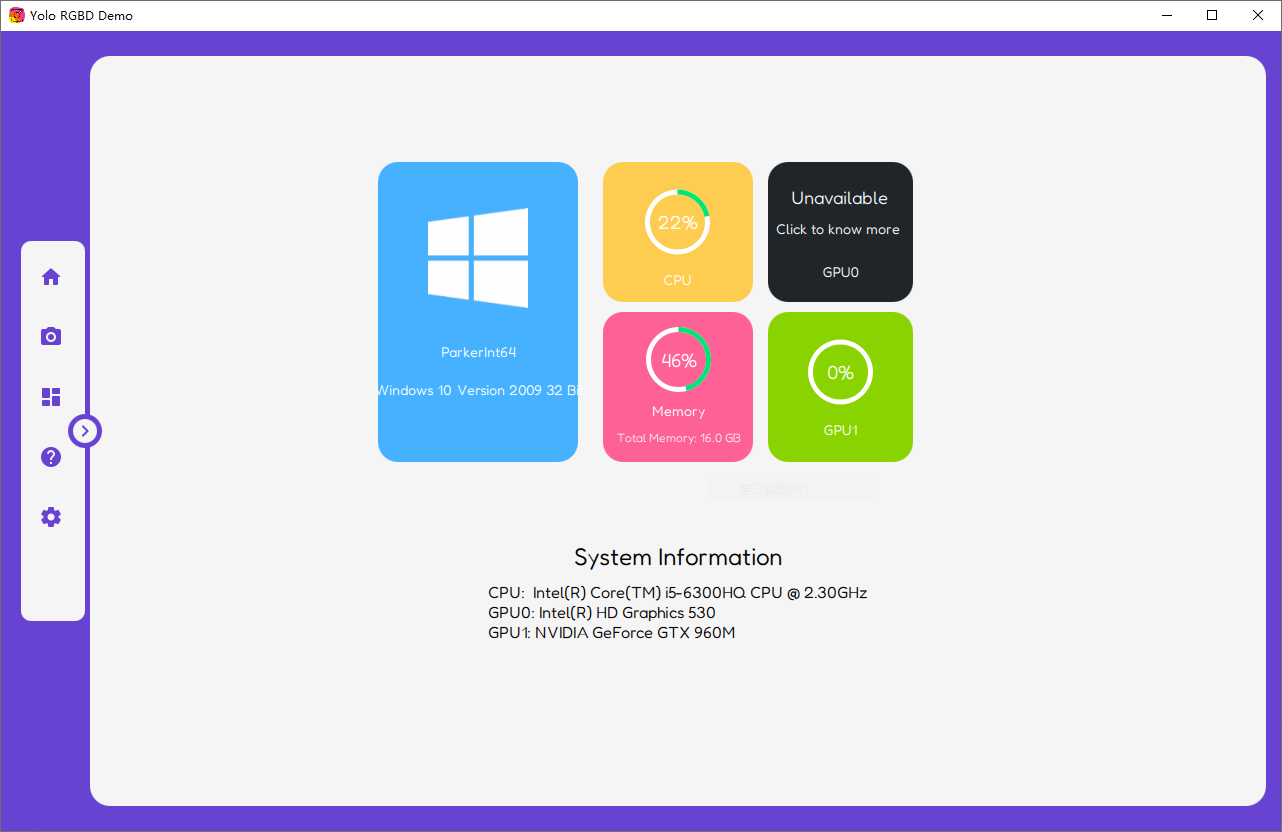 Yolo RGBD Demo
ParkerInt64
Windows 10 Version 2009 32 Bit
22%
CPU
Unavailable
Click to know more
GPU0
46%
Memory
Total Memory: 16.0 GB
0%
GPU1
System Information
CPU: Intel(R) Core(TM) i5-6300HQ CPU @ 2.30GHz
GPU0: Intel(R) HD Graphics 530
GPU1: NVIDIA GeForce GTX 960M